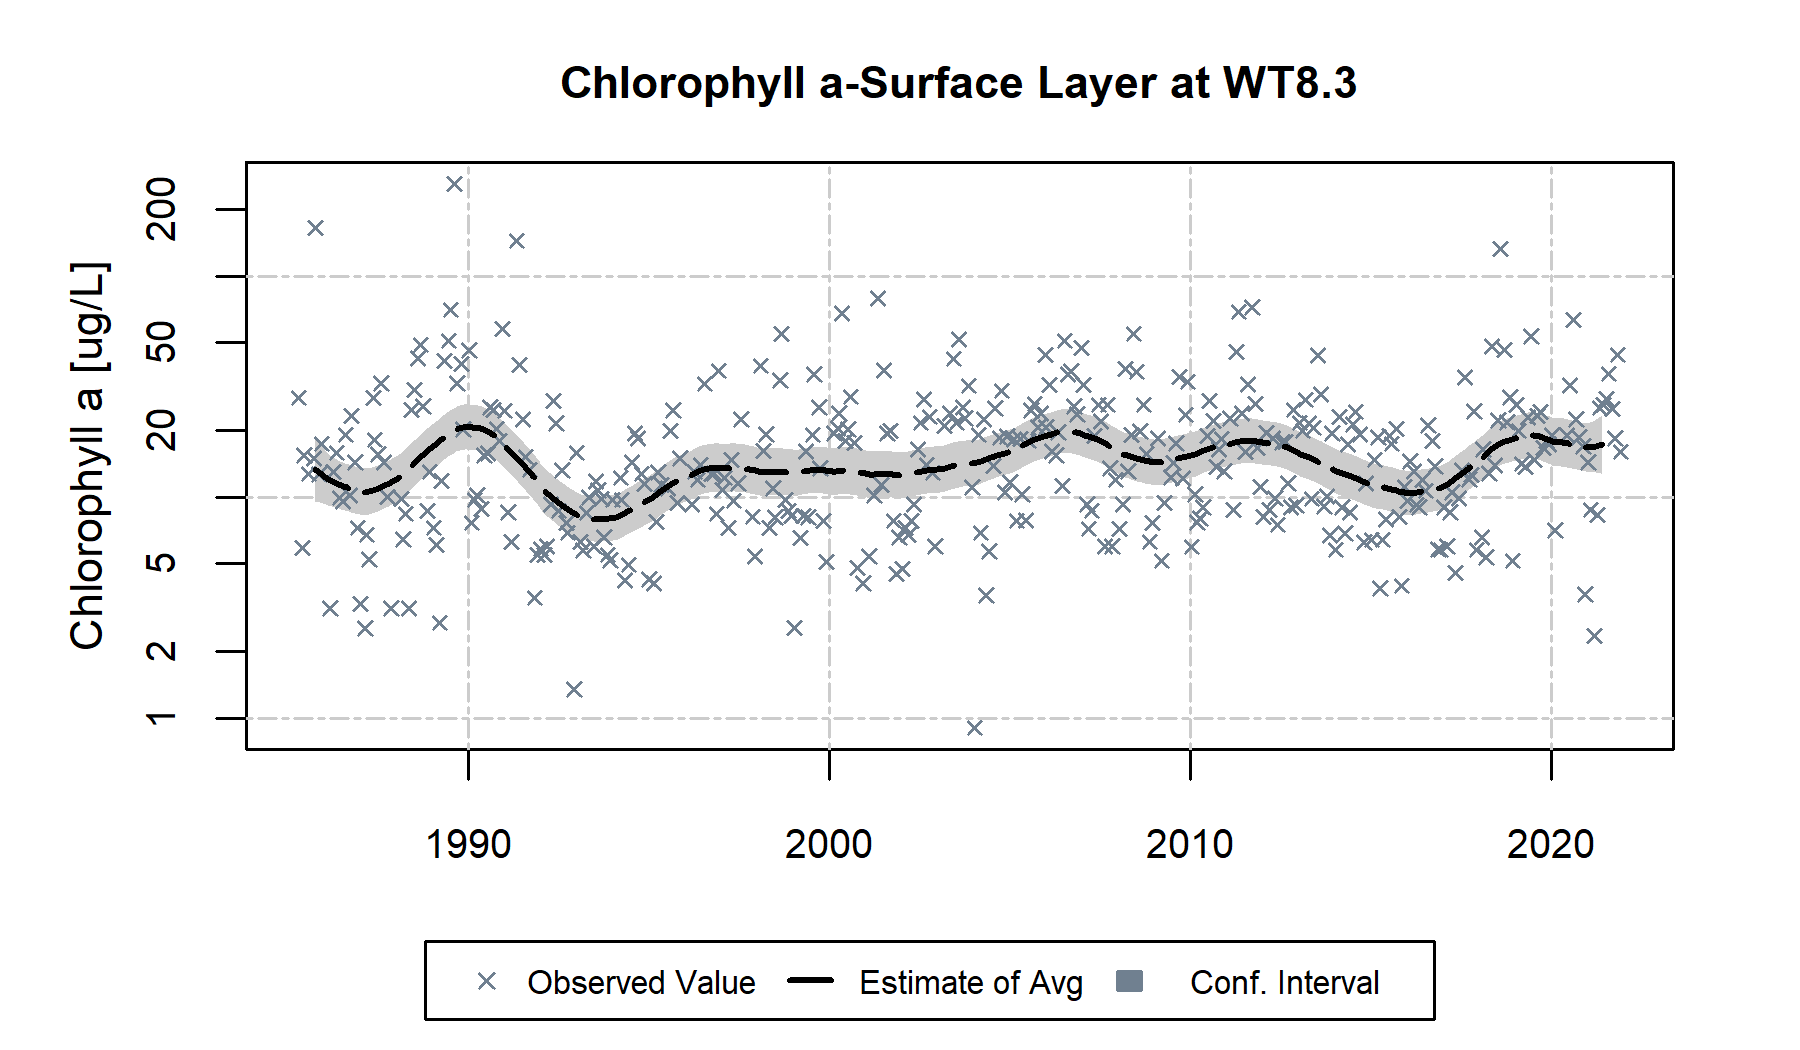 Chlorophyll a-Surface Layer at WT8.3
Chlorophyll a [ug/L]
200
50
20
5
2
1
1990 2000 2010 2020
Observed Value Estimate of Avg Conf. Interval